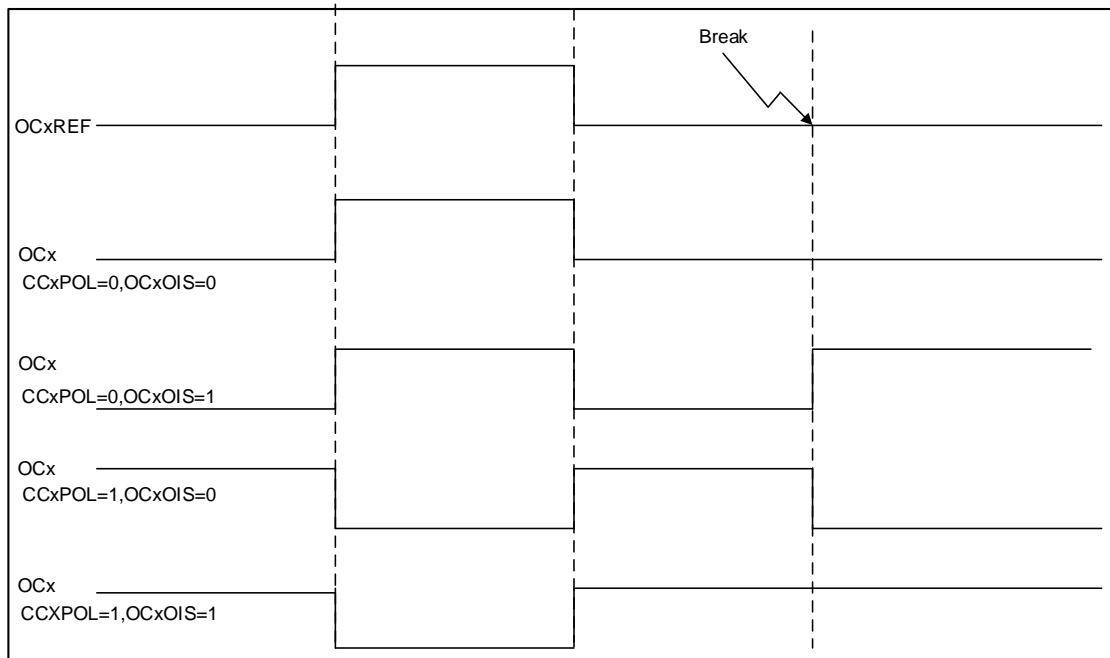 Break
OCxREF
OCx
CCxPOL=0,OCxOIS=0
OCx
CCxPOL=0,OCxOIS=1
OCx
CCxPOL=1,OCxOIS=0
OCx
CCXPOL=1,OCxOIS=1